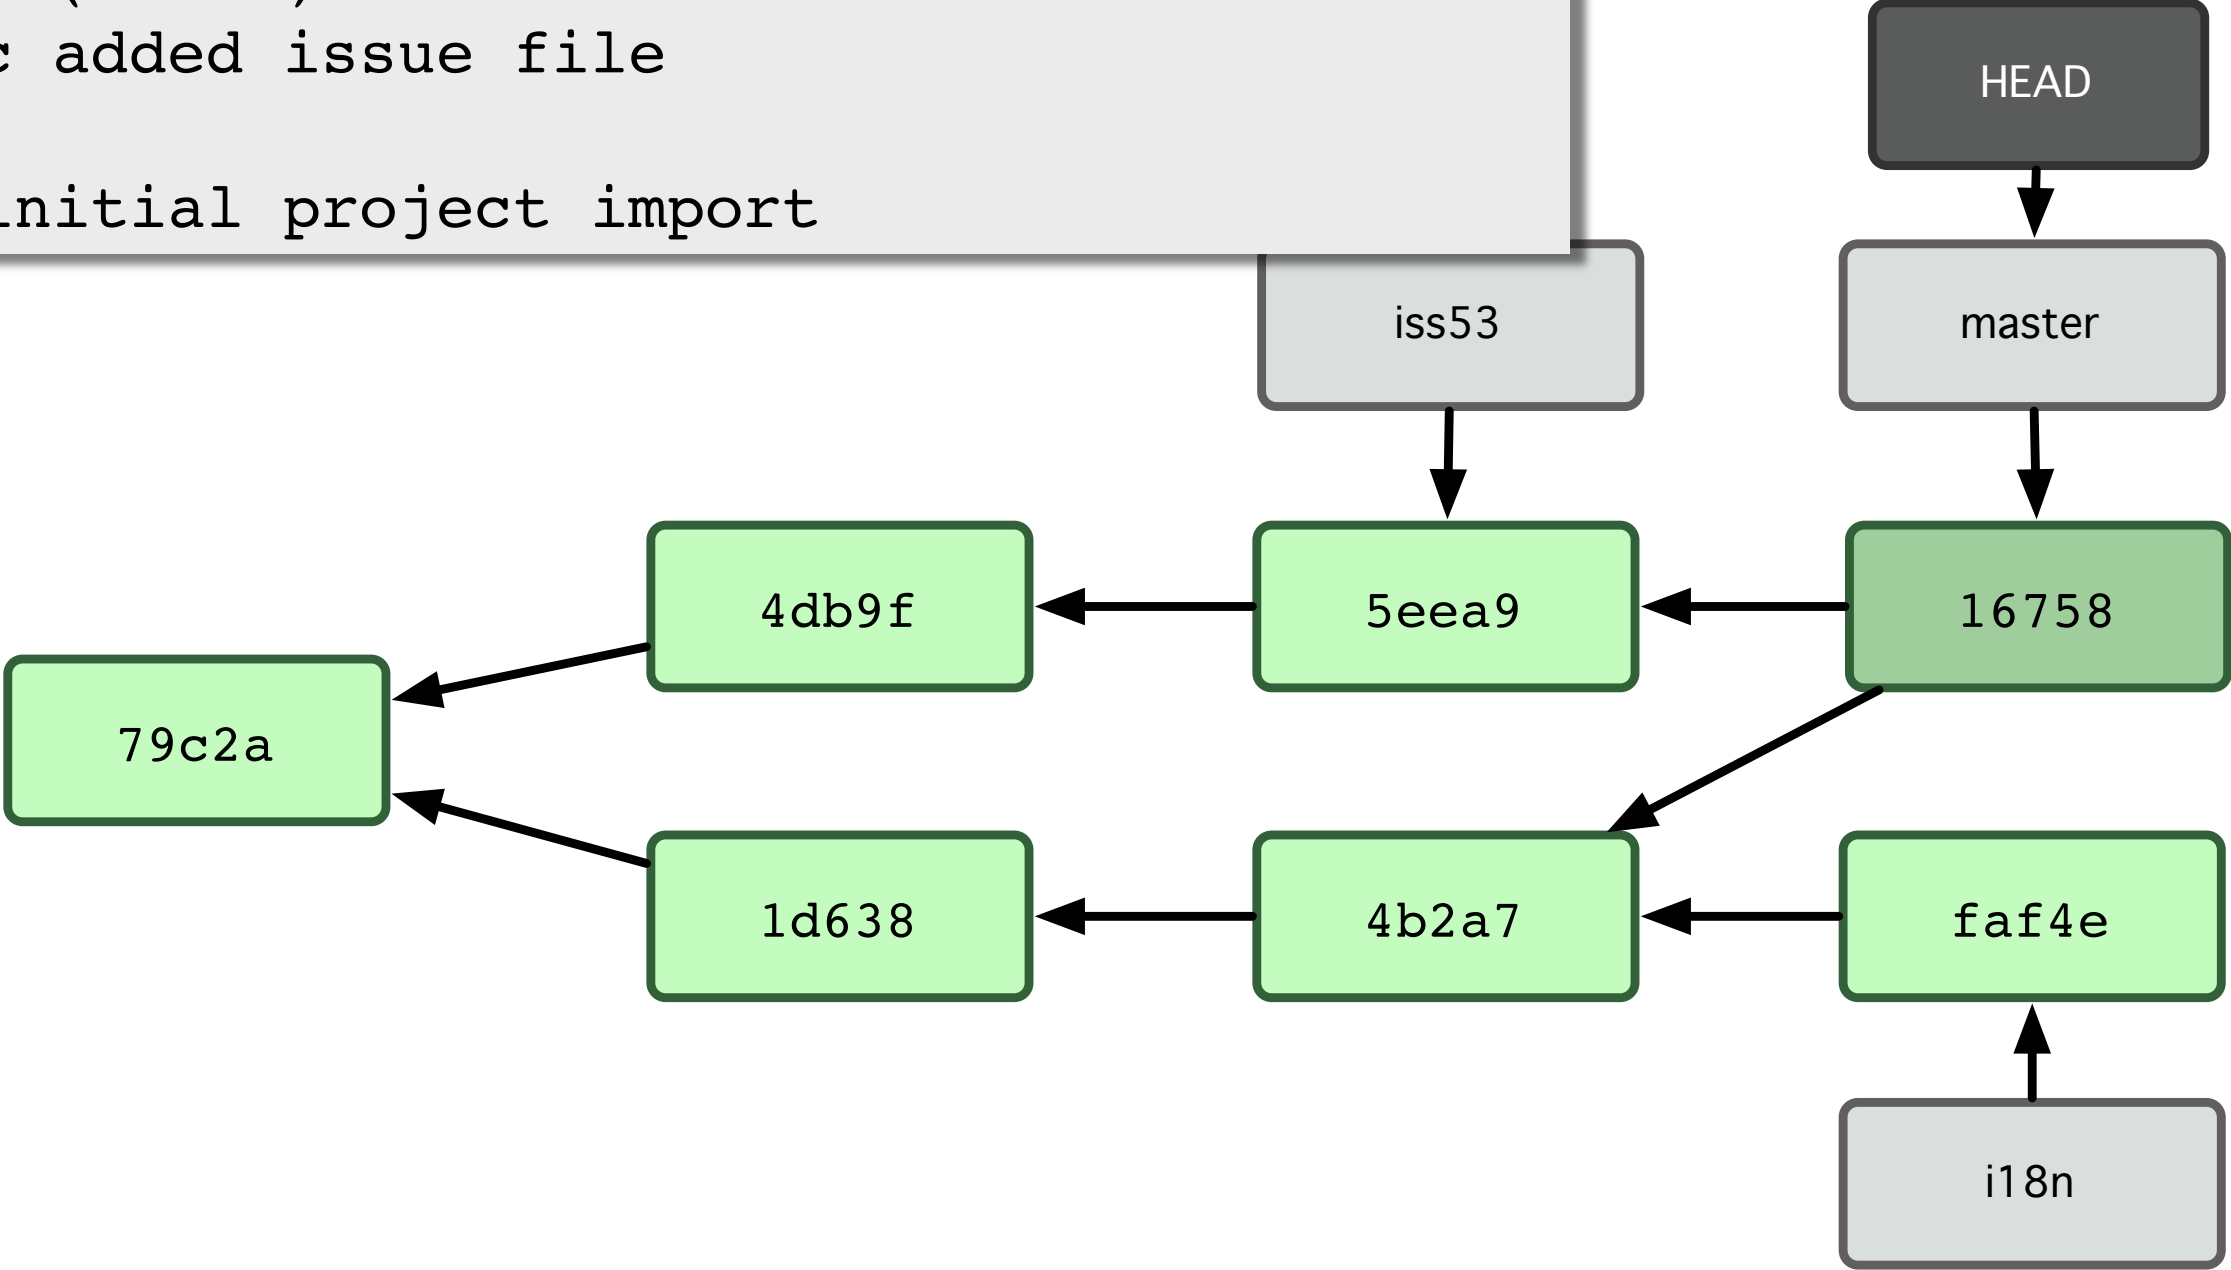 added issue file
HEAD
initial project import
iss53
master
4db9f
5eea9
16758
79c2a
1d638
4b2a7
faf4e
i18n